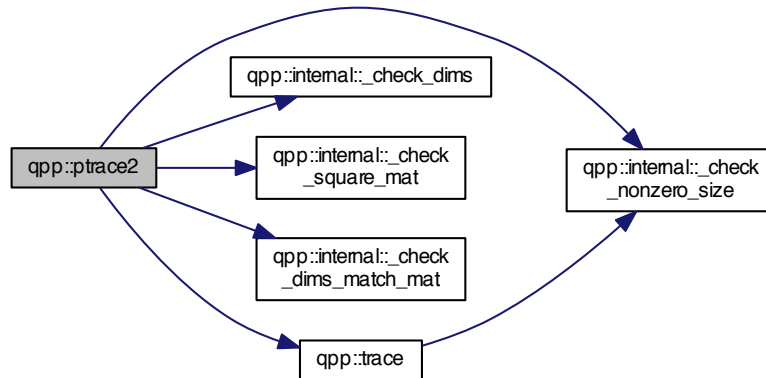 qpp::internal::_check_dims
qpp::ptrace2
qpp::internal::_check
_square_mat
qpp::internal::_check
_nonzero_size
qpp::internal::_check
_dims_match_mat
qpp::trace